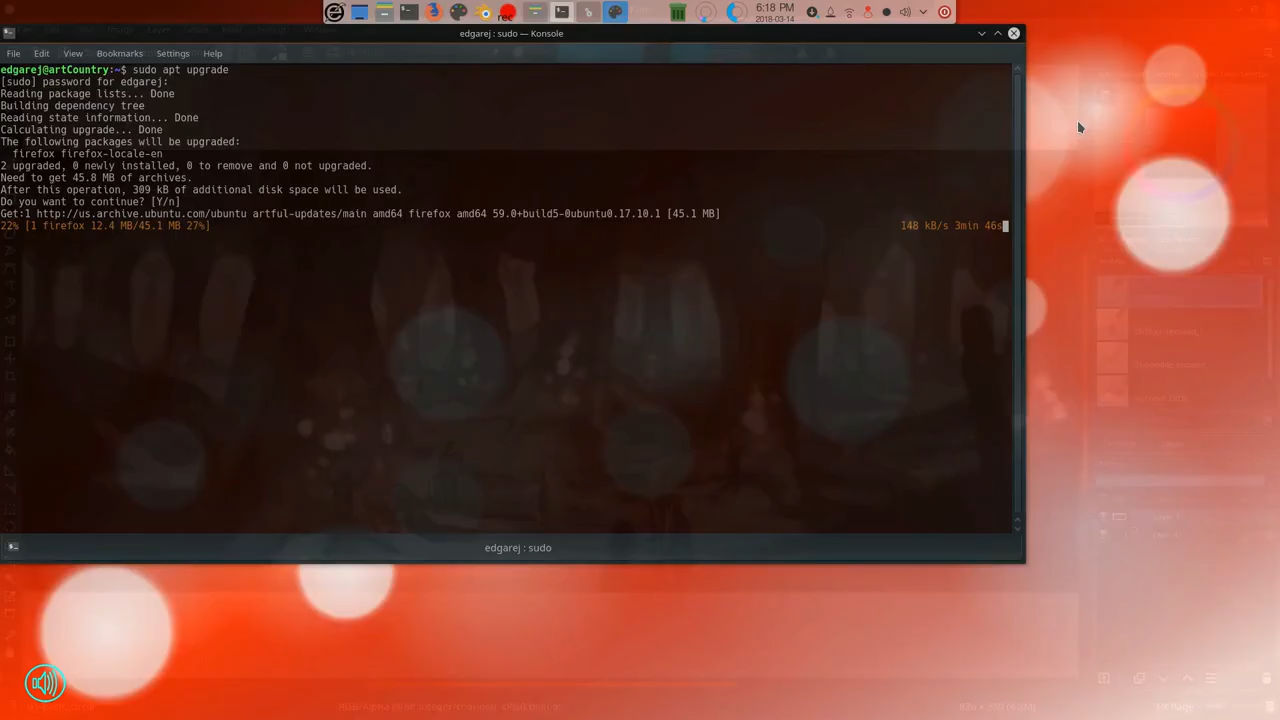 rec
6:18 PM
2018-03-14
edgarej : sudo — Konsole
File Edit View Bookmarks Settings Help
edgarej@artCountry:~$ sudo apt upgrade
[sudo] password for edgarej:
Reading package lists... Done
Building dependency tree
Reading state information... Done
Calculating upgrade... Done
The following packages will be upgraded:
firefox firefox-locale-en
2 upgraded, 0 newly installed, 0 to remove and 0 not upgraded.
Need to get 45.8 MB of archives.
After this operation, 309 kB of additional disk space will be used.
Do you want to continue? [Y/n]
Get:1 http://us.archive.ubuntu.com/ubuntu artful-updates/main amd64 firefox amd64 59.0+build5-0ubuntu0.17.10.1 [45.1 MB]
22% [1 firefox 12.4 MB/45.1 MB 27%] 148 kB/s 3min 46s
edgarej : sudo